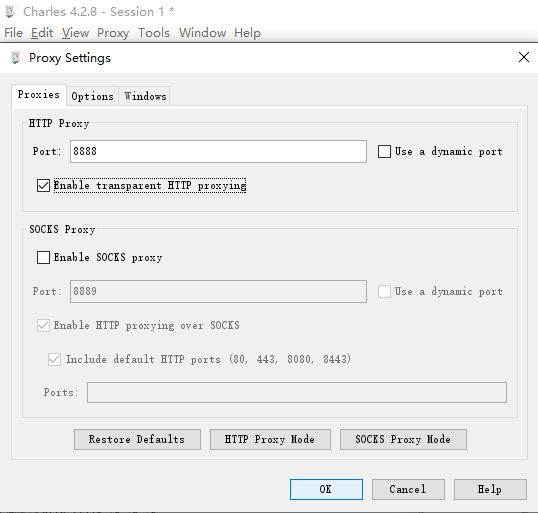 Charles 4.2.8 - Session 1 *
File Edit View Proxy Tools Window Help
Proxy Settings
Proxies Options Windows
HTTP Proxy
Port: 8888 Use a dynamic port
Enable transparent HTTP proxying
SOCKS Proxy
Enable SOCKS proxy
Port: 8889 Use a dynamic port
Enable HTTP proxying over SOCKS
Include default HTTP ports (80, 443, 8080, 8443)
Ports:
Restore Defaults HTTP Proxy Mode SOCKS Proxy Mode
OK Cancel Help